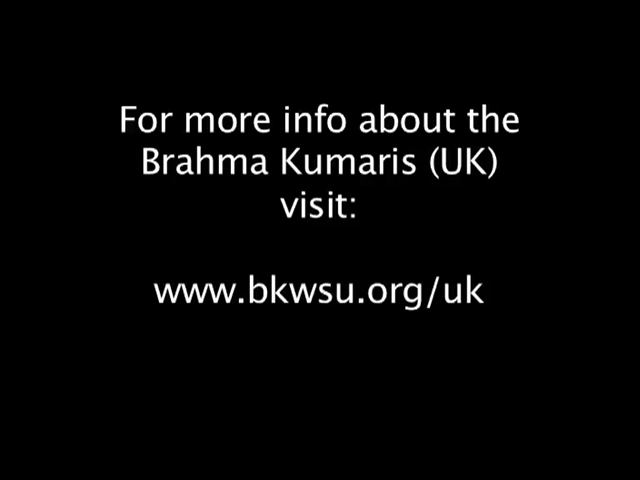 For more info about the
Brahma Kumaris (UK)
visit:
www.bkwsu.org/uk